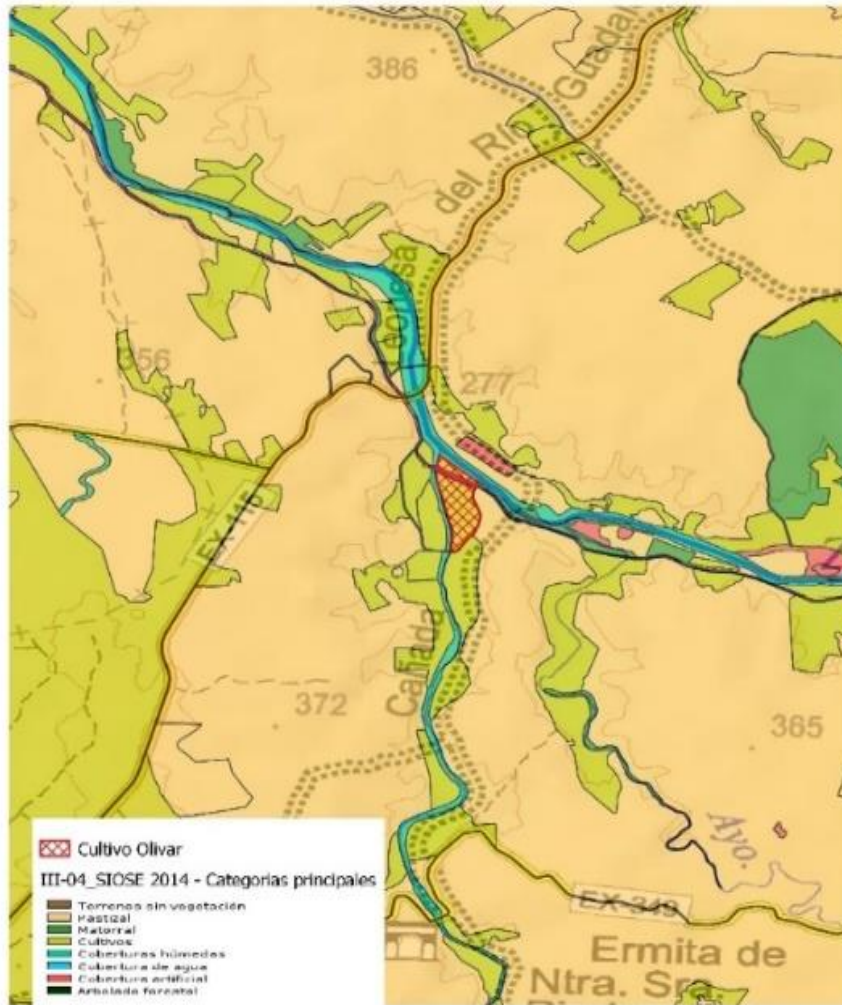 386
del Río Guadal
Dehesa
356
277
EX-115
Cañada
372
365
Ayo.
EX-349
Ermita de
Ntra. Sra.
Cultivo Olivar
III-04_SIOSE 2014 - Categorias principales
Terrenos sin vegetación
Pastizal
Matorral
Cultivos
Coberturas húmedas
Cobertura de agua
Cobertura artificial
Arbolado forestal